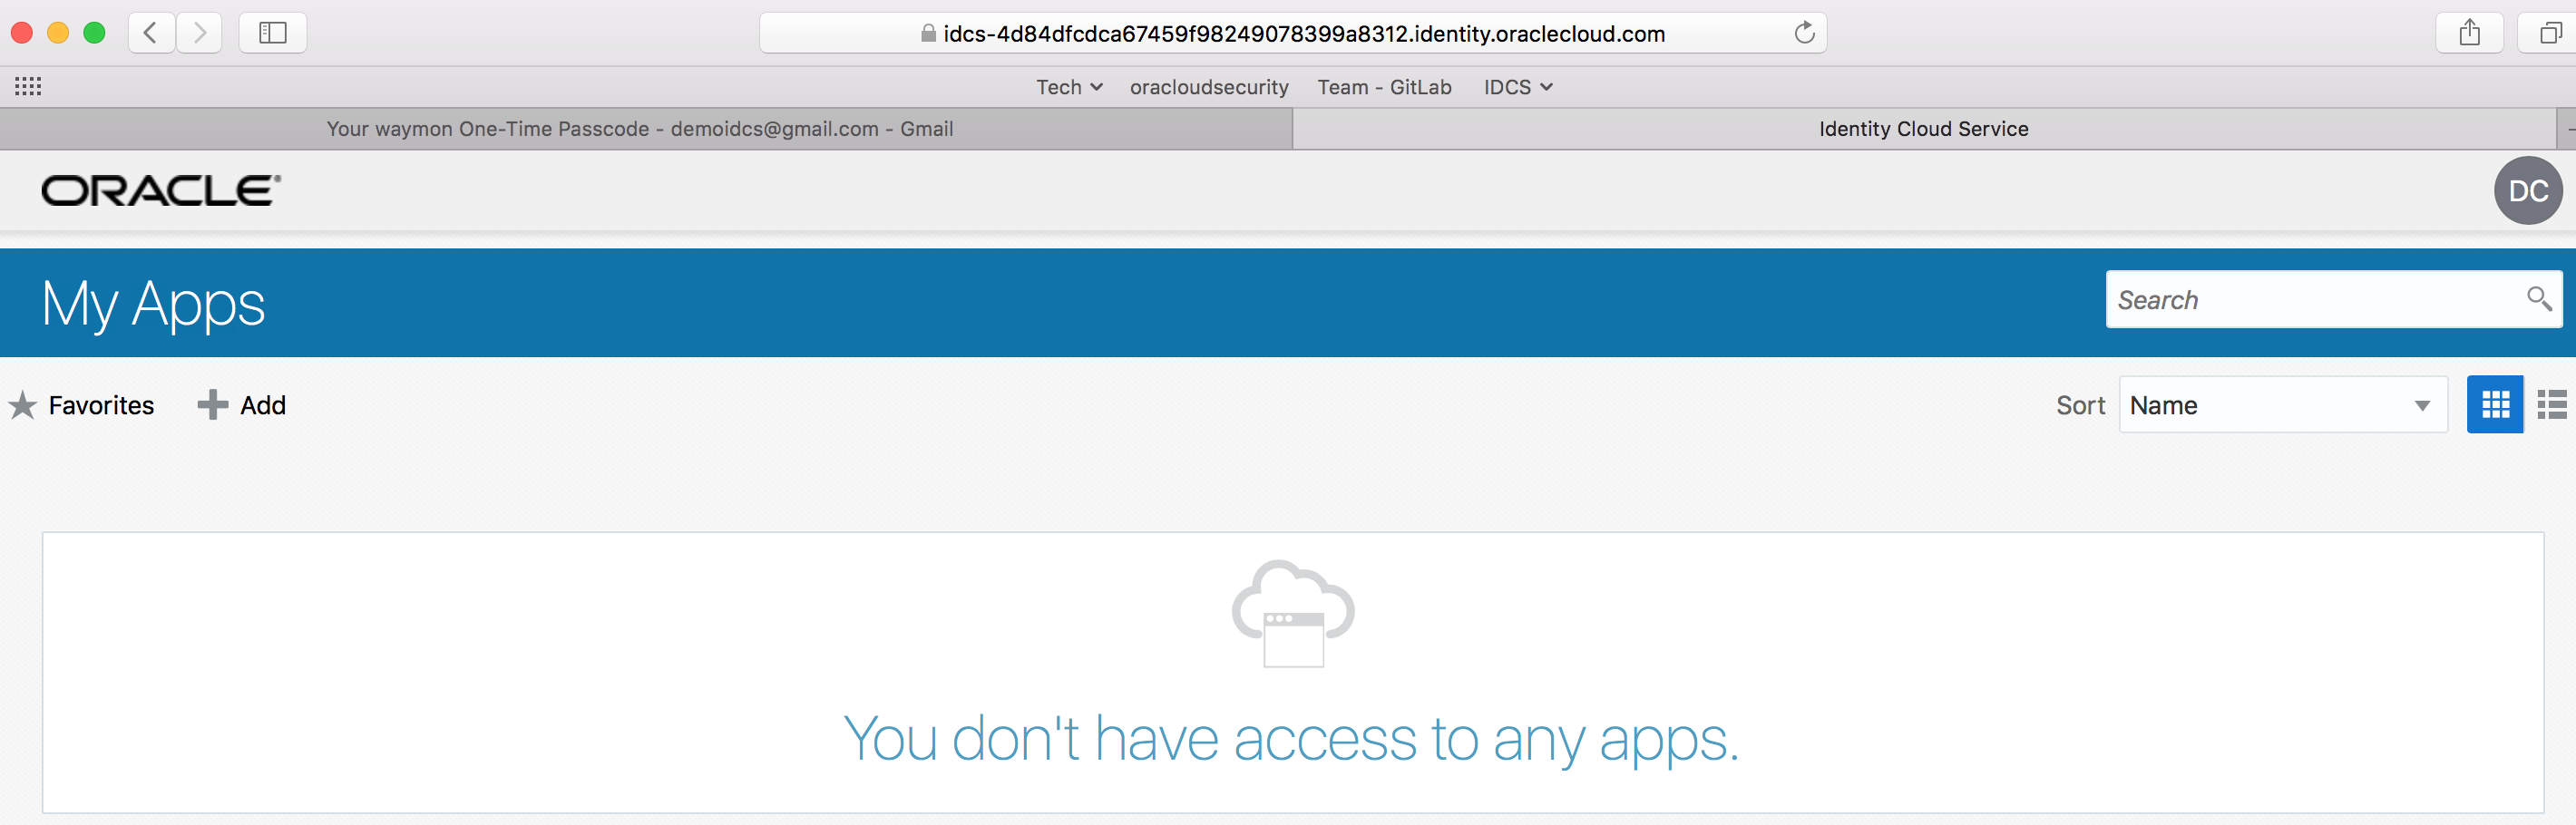 idcs-4d84dfcdca67459f98249078399a8312.identity.oraclecloud.com
Tech oracloudsecurity Team - GitLab IDCS
Your waymon One-Time Passcode - demoidcs@gmail.com - Gmail Identity Cloud Service
ORACLE® DC
My Apps Search
Favorites Add Sort Name
You don't have access to any apps.